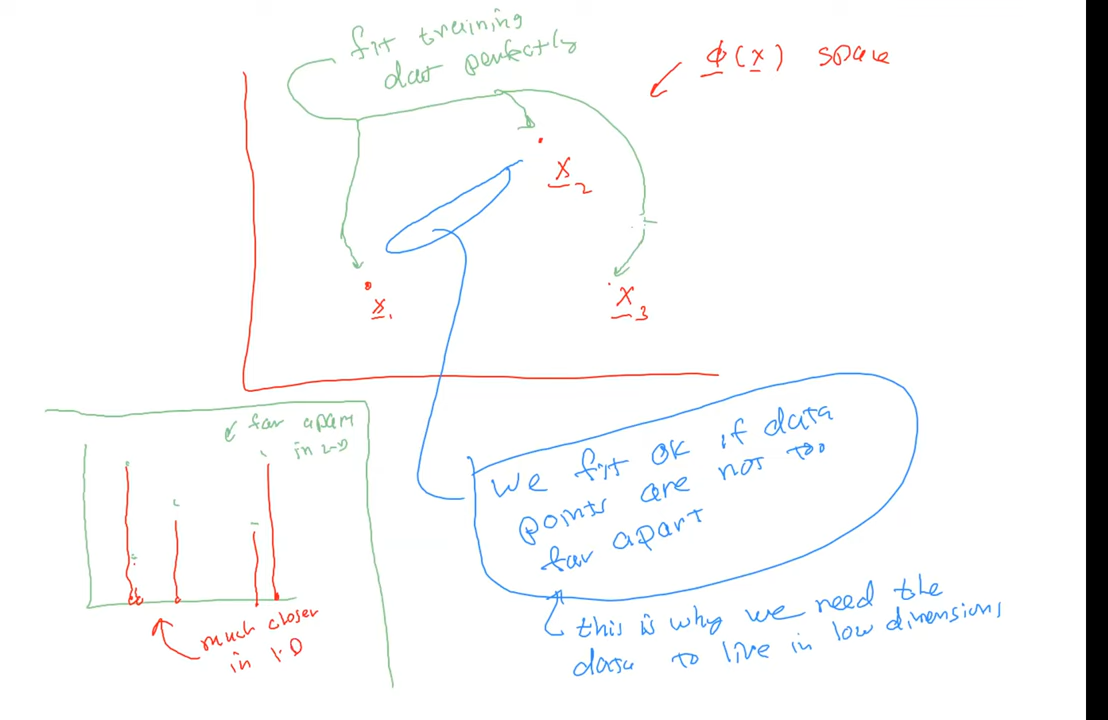 fit training
dat perfectly
ϕ(x) space
x2
x1
x3
far apart
in 2-D
we fit ok if data
points are not too
far apart
much closer
in 1-D
this is why we need the
data to live in low dimensions